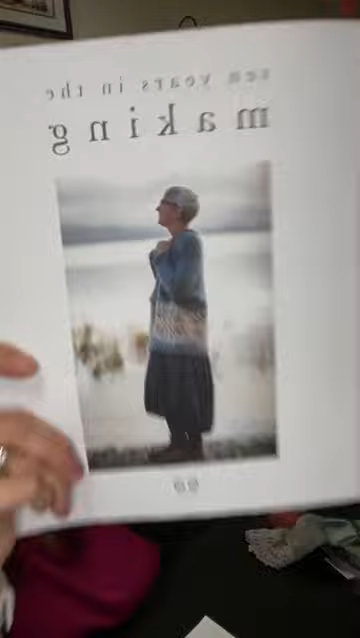 ten years in the
making